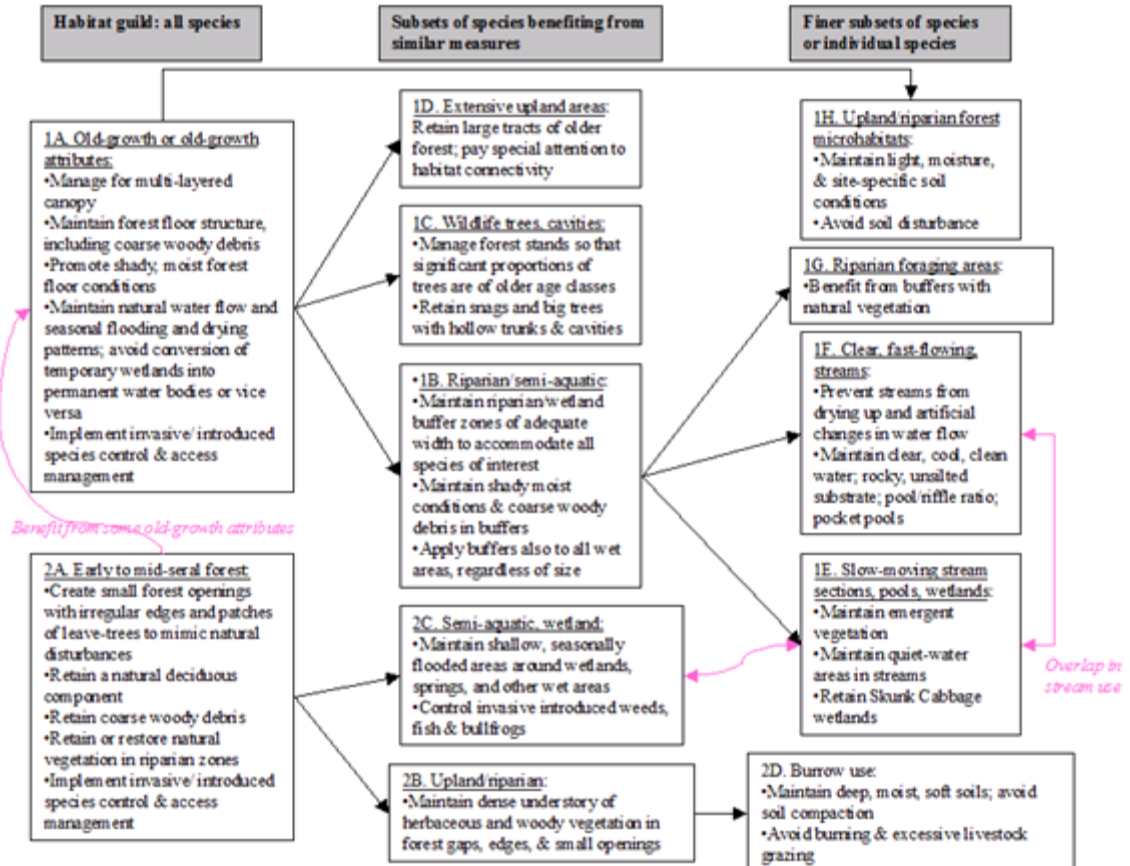 Habitat guild: all species
Subsets of species benefiting from
similar measures
Finer subsets of species
or individual species
1A. Old-growth or old-growth
attributes:
•Manage for multi-layered
canopy
•Maintain forest floor structure,
including coarse woody debris
•Promote shady, moist forest
floor conditions
•Maintain natural water flow and
seasonal flooding and drying
patterns; avoid conversion of
temporary wetlands into
permanent water bodies or vice
versa
•Implement invasive/ introduced
species control & access
management
Benefit from some old-growth attributes
2A. Early to mid-seral forest:
•Create small forest openings
with irregular edges and patches
of leave-trees to mimic natural
disturbances
•Retain a natural deciduous
component
•Retain coarse woody debris
•Retain or restore natural
vegetation in riparian zones
•Implement invasive/ introduced
species control & access
management
1D. Extensive upland areas:
Retain large tracts of older
forest; pay special attention to
habitat connectivity
1C. Wildlife trees, cavities:
•Manage forest stands so that
significant proportions of
trees are of older age classes
•Retain snags and big trees
with hollow trunks & cavities
•1B. Riparian/semi-aquatic:
•Maintain riparian/wetland
buffer zones of adequate
width to accommodate all
species of interest
•Maintain shady moist
conditions & coarse woody
debris in buffers
•Apply buffers also to all wet
areas, regardless of size
2C. Semi-aquatic, wetland:
•Maintain shallow, seasonally
flooded areas around wetlands,
springs, and other wet areas
•Control invasive introduced weeds,
fish & bullfrogs
2B. Upland/riparian:
•Maintain dense understory of
herbaceous and woody vegetation in
forest gaps, edges, & small openings
1H. Upland/riparian forest
microhabitats:
•Maintain light, moisture,
& site-specific soil
conditions
•Avoid soil disturbance
1G. Riparian foraging areas:
•Benefit from buffers with
natural vegetation
1F. Clear, fast-flowing,
streams:
•Prevent streams from
drying up and artificial
changes in water flow
•Maintain clear, cool, clean
water; rocky, unsilted
substrate; pool/riffle ratio;
pocket pools
1E. Slow-moving stream
sections, pools, wetlands:
•Maintain emergent
vegetation
•Maintain quiet-water
areas in streams
•Retain Skunk Cabbage
wetlands
Overlap in
stream use
2D. Burrow use:
•Maintain deep, moist, soft soils; avoid
soil compaction
•Avoid burning & excessive livestock
grazing